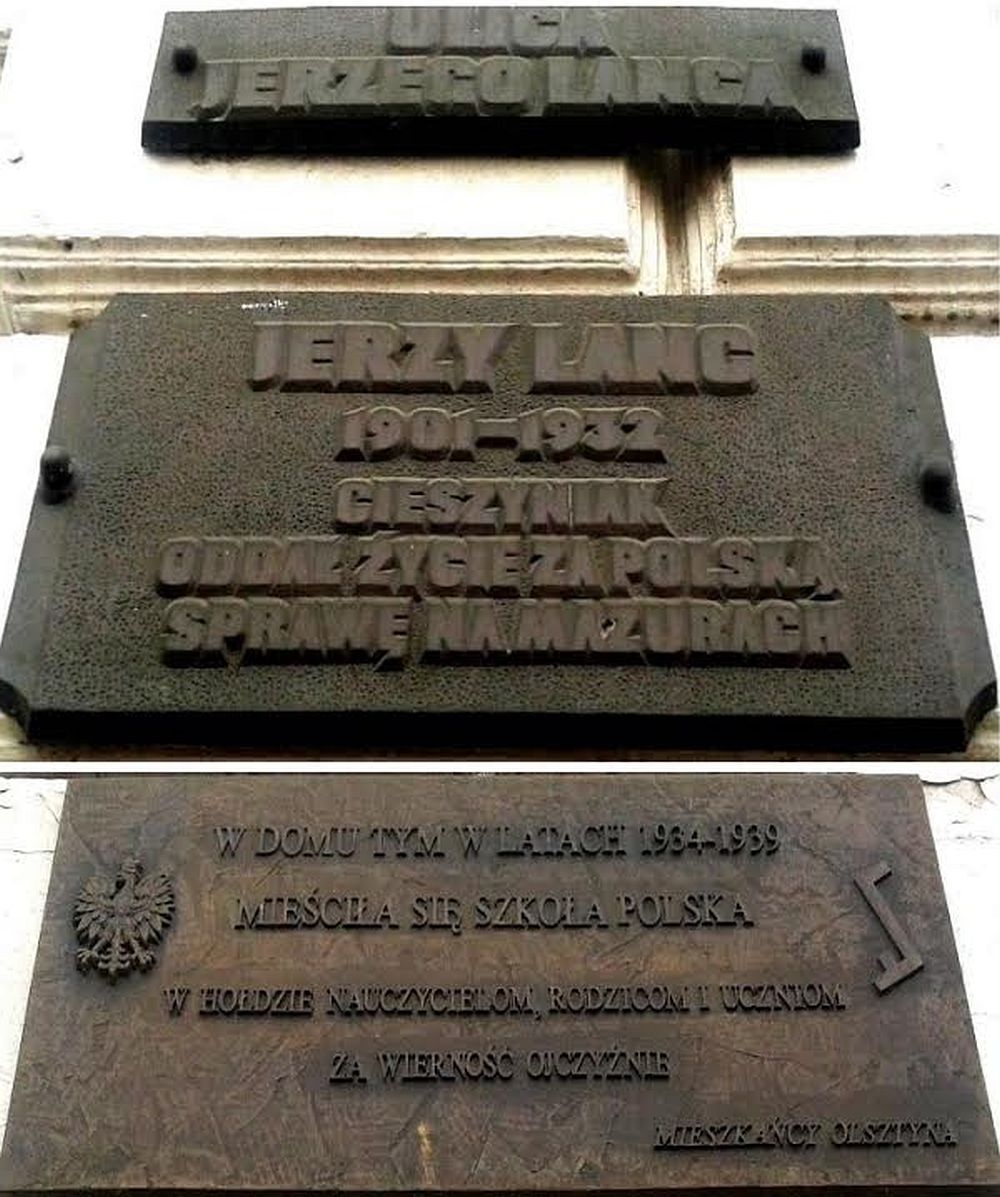 ULICA
JERZEGO LANCA
JERZY LANC
1901-1932
CIESZYNIAK
ODDAŁ ŻYCIE ZA POLSKĄ
SPRAWĘ NA MAZURACH
W DOMU TYM W LATACH 1934-1939
MIEŚCIŁA SIĘ SZKOŁA POLSKA
W HOŁDZIE NAUCZYCIELOM, RODZICOM I UCZNIOM
ZA WIERNOŚĆ OJCZYŹNIE
MIESZKAŃCY OLSZTYNA